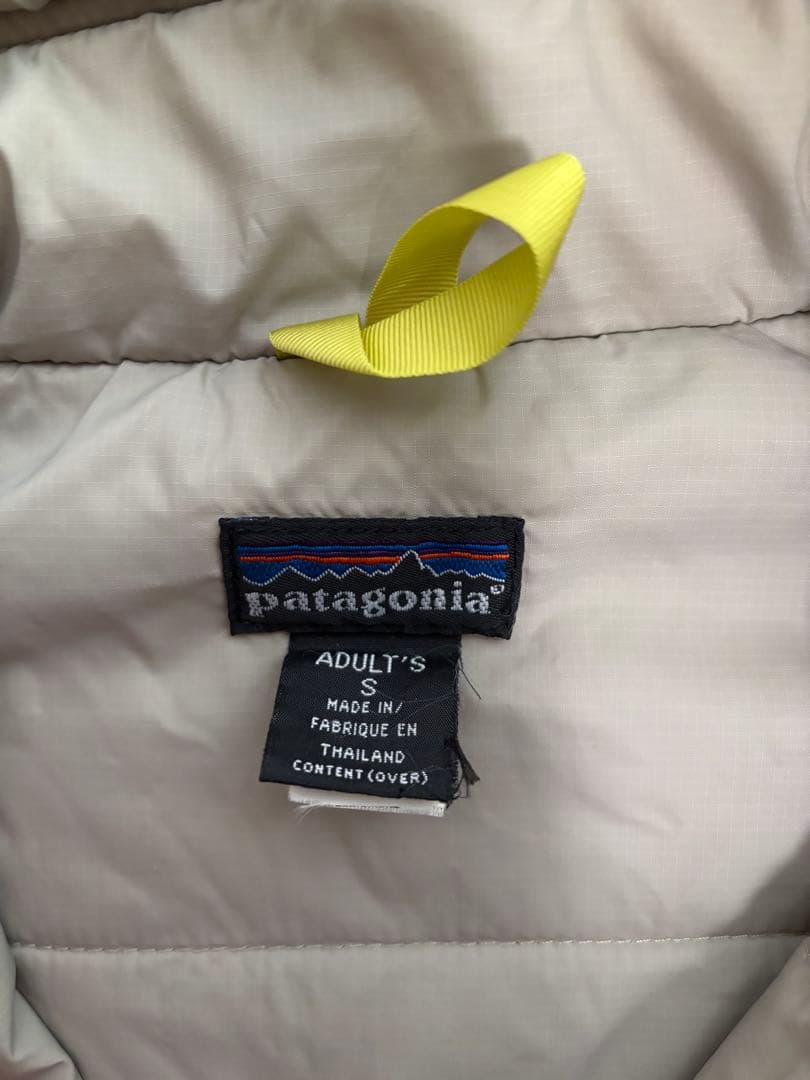 patagonia®
ADULT'S
S
MADE IN/
FABRIQUE EN
THAILAND
CONTENT (OVER)